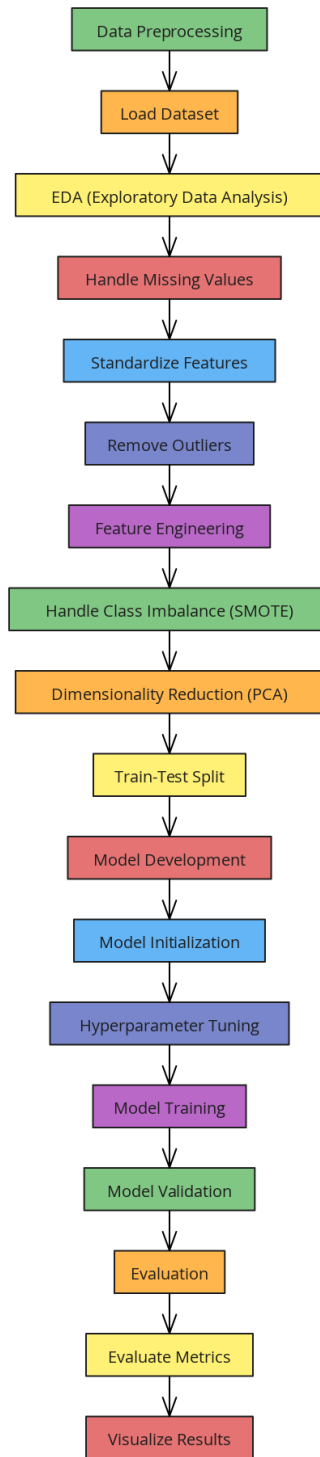 Data Preprocessing
Load Dataset
EDA (Exploratory Data Analysis)
Handle Missing Values
Standardize Features
Remove Outliers
Feature Engineering
Handle Class Imbalance (SMOTE)
Dimensionality Reduction (PCA)
Train-Test Split
Model Development
Model Initialization
Hyperparameter Tuning
Model Training
Model Validation
Evaluation
Evaluate Metrics
Visualize Results